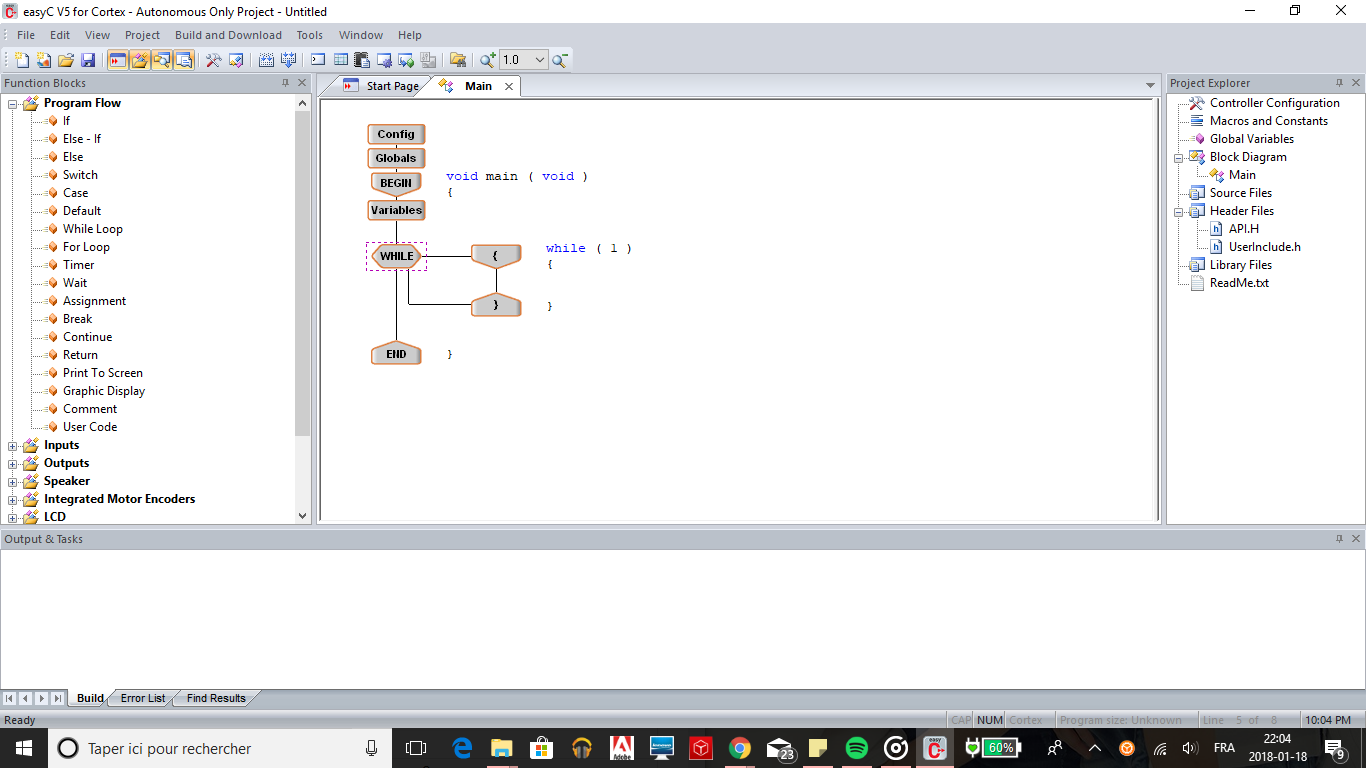 easyC V5 for Cortex - Autonomous Only Project - Untitled
File Edit View Project Build and Download Tools Window Help
1.0
Function Blocks
Program Flow
If
Else - If
Else
Switch
Case
Default
While Loop
For Loop
Timer
Wait
Assignment
Break
Continue
Return
Print To Screen
Graphic Display
Comment
User Code
Inputs
Outputs
Speaker
Integrated Motor Encoders
LCD
Start Page Main
Config
Globals
BEGIN void main ( void )
{
Variables
WHILE { while ( 1 )
{
} }
END }
Project Explorer
Controller Configuration
Macros and Constants
Global Variables
Block Diagram
Main
Source Files
Header Files
API.H
UserInclude.h
Library Files
ReadMe.txt
Output & Tasks
Build Error List Find Results
Ready CAP NUM Cortex Program size: Unknown Line 5 of 8 10:04 PM
Taper ici pour rechercher 23 easy C 60% FRA 22:04
2018-01-18 9